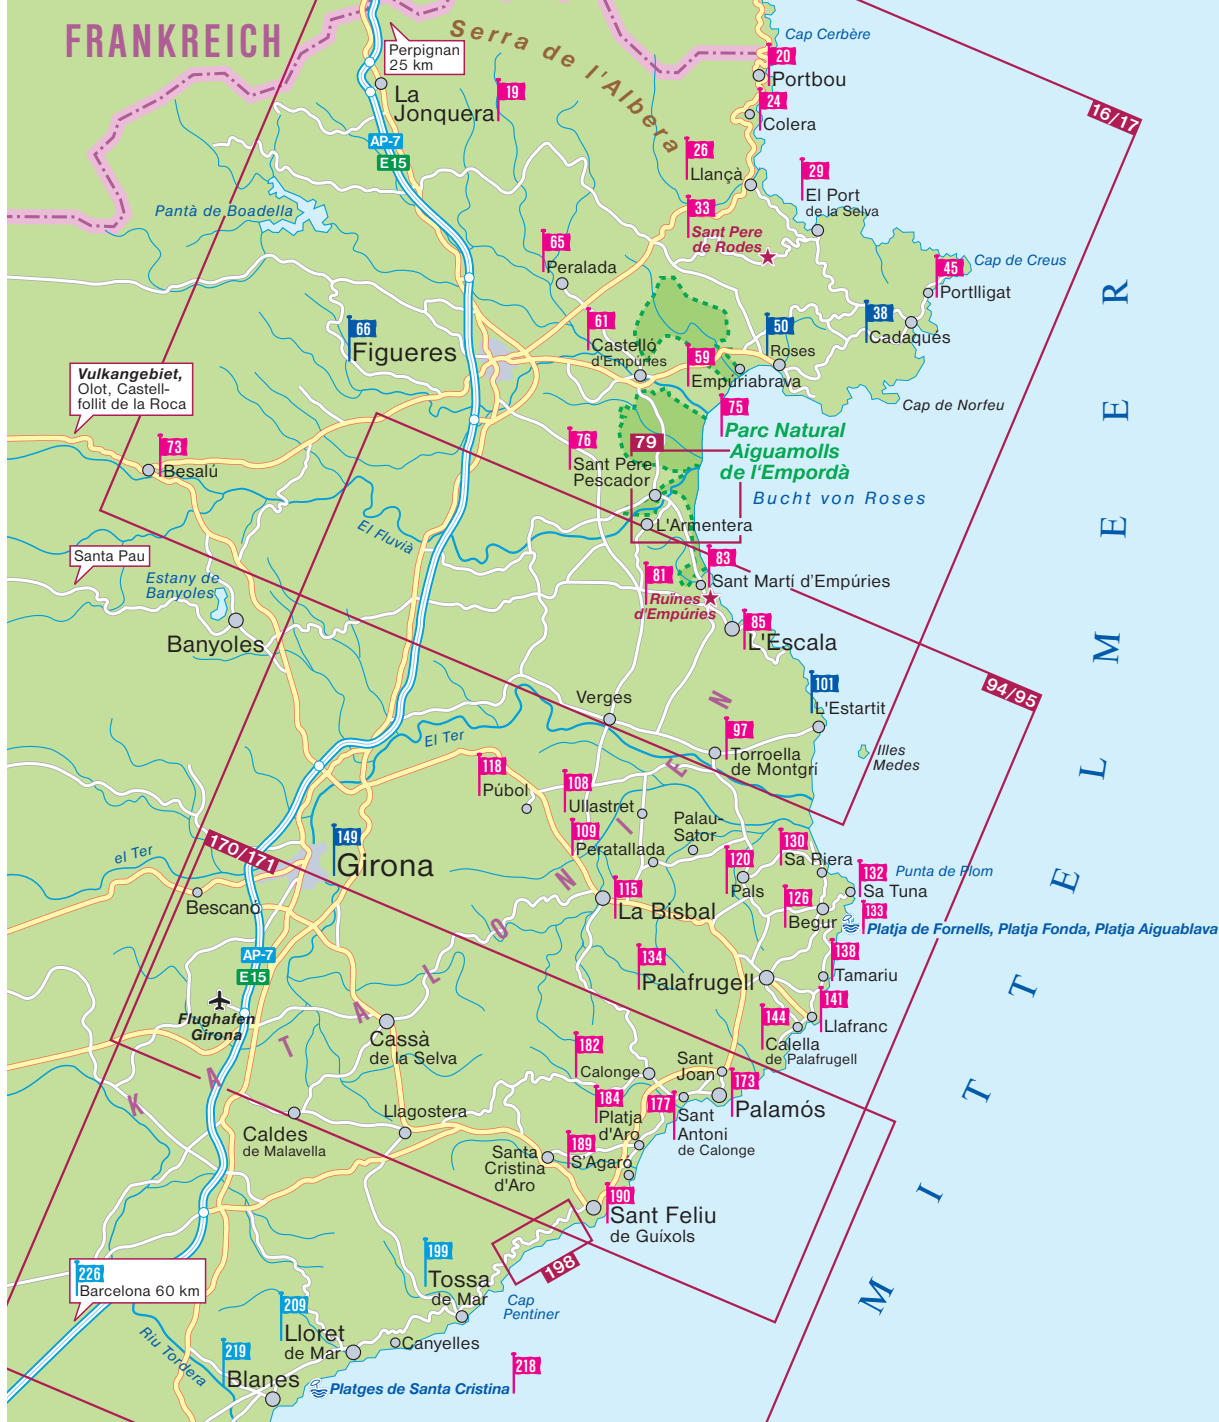 FRANKREICH
Serra de l'Albera
Cap Cerbère
Perpignan
25 km
20
Portbou
La
Jonquera
19
24
Colera
16/17
AP-7
E15
26
Llançà
29
El Port
de la Selva
Pantà de Boadella
33
Sant Pere
de Rodes
65
Peralada
Cap de Creus
45
Portlligat
66
Figueres
61
Castelló
d'Empúries
50
Roses
38
Cadaqués
59
Empúriabrava
Vulkangebiet,
Olot, Castell-
follit de la Roca
Cap de Norfeu
75
Parc Natural
Aiguamolls
de l'Empordà
73
Besalú
76
Sant Pere
Pescador
79
Bucht von Roses
El Fluvià
L'Armentera
Santa Pau
Estany de
Banyoles
83
Sant Martí d'Empúries
81
Ruïnes
d'Empúries
Banyoles
85
L'Escala
94/95
101
L'Estartit
Verges
El Ter
97
Torroella
de Montgrí
Illes
Medes
118
Púbol
108
Ullastret
Palau-
Sator
109
Peratallada
149
Girona
170/171
el Ter
Bescanó
130
Sa Riera
Punta de Plom
120
Pals
132
Sa Tuna
115
La Bisbal
126
Begur
133
Platja de Fornells, Platja Fonda, Platja Aiguablava
AP-7
E15
134
Palafrugell
138
Tamariu
Flughafen
Girona
141
Llafranc
144
Calella
de Palafrugell
Cassà
de la Selva
182
Calonge
Sant
Joan
173
Palamós
184
Platja
d'Aro
177
Sant
Antoni
de Calonge
Llagostera
Caldes
de Malavella
189
S'Agaró
Santa
Cristina
d'Aro
190
Sant Feliu
de Guíxols
198
KATALONIEN
MITTELMEER
226
Barcelona 60 km
199
Tossa
de Mar
Cap
Pentiner
209
Lloret
de Mar
Canyelles
Riu Tordera
219
Blanes
218
Platges de Santa Cristina